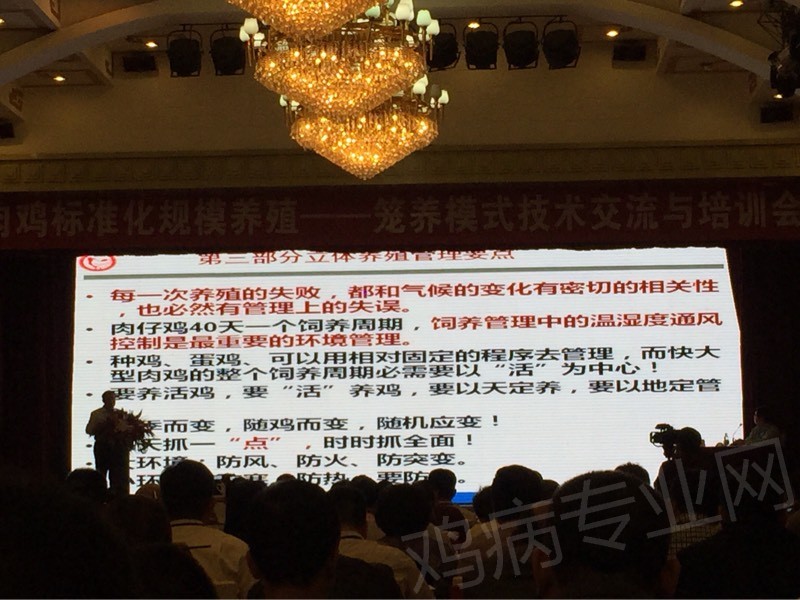 肉鸡标准化规模养殖——笼养模式技术交流与培训会
第三部分立体养殖管理要点
• 每一次养殖的失败，都和气候的变化有密切的相关性
，也必然有管理上的失误。
• 肉仔鸡40天一个饲养周期，饲养管理中的温湿度通风
控制是最重要的环境管理。
• 种鸡、蛋鸡、可以用相对固定的程序去管理，而快大
型肉鸡的整个饲养周期必需要以“活”为中心！
• 要养活鸡，要“活”养鸡，要以天定养，要以地定管
而变，随鸡而变，随机应变！
天抓一“点”，时时抓全面！
大环境：防风、防火、防突变。
小环
防热
要防
鸡病专业网